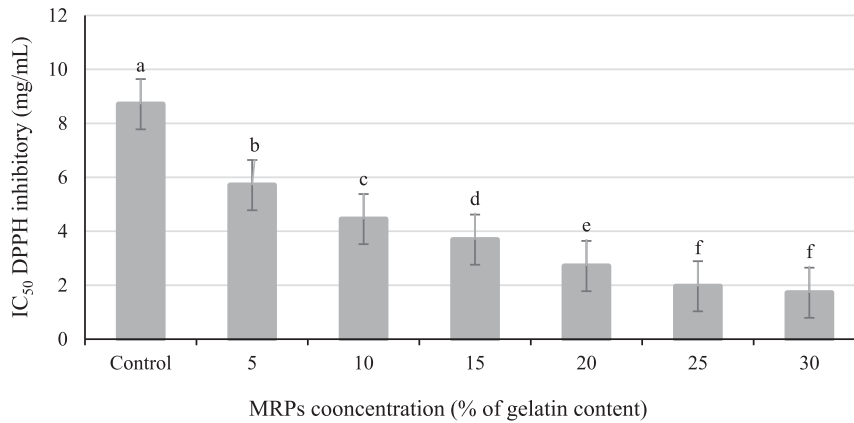 IC50 DPPH inhibitory (mg/mL)
12
10
8
6
4
2
0
a
b
c
d
e
f
f
Control 5 10 15 20 25 30
MRPs cooncentration (% of gelatin content)